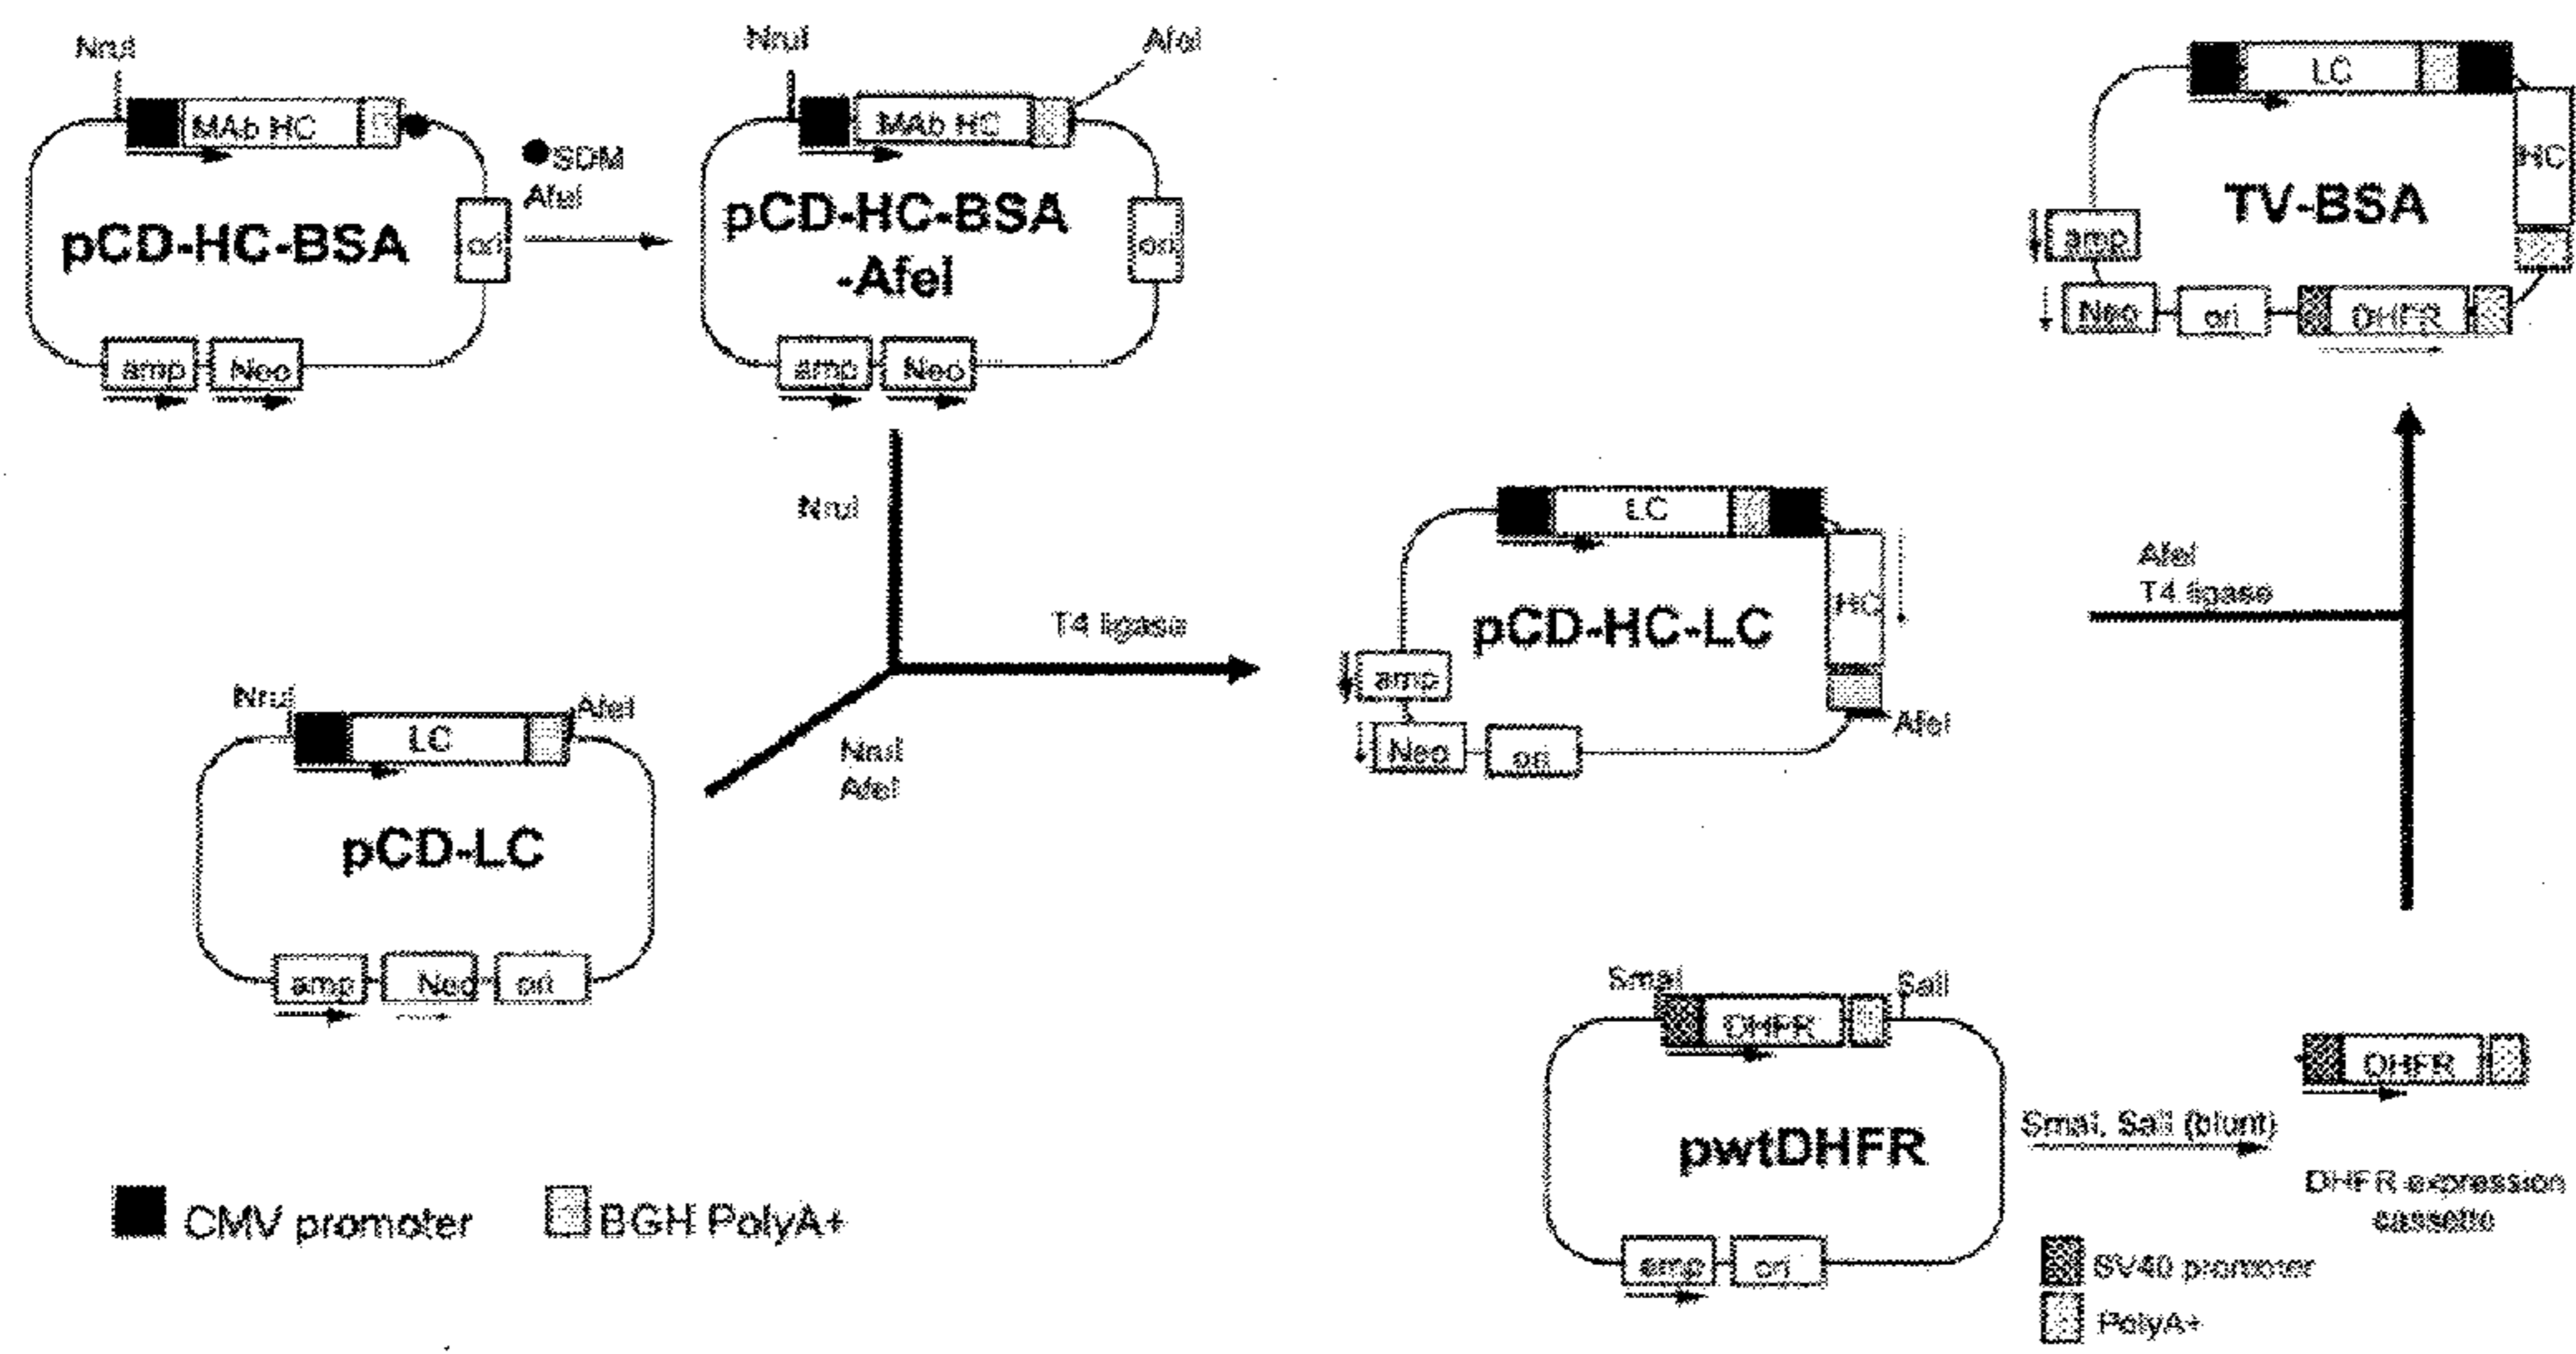 NruI
MAb HC
pCD-HC-BSA
ori
amp
Neo
SDM
AfeI
NruI
AfeI
MAb HC
pCD-HC-BSA
-AfeI
ori
amp
Neo
LC
HC
TV-BSA
amp
Neo
ori
DHFR
NruI
T4 ligase
NruI
AfeI
NruI
AfeI
LC
pCD-LC
amp
Neo
ori
LC
HC
pCD-HC-LC
amp
Neo
ori
AfeI
AfeI
T4 ligase
SmaI
SalI
DHFR
pwtDHFR
amp
ori
SmaI, SalI (blunt)
DHFR
DHFR expression
cassette
CMV promoter
BGH PolyA+
SV40 promoter
PolyA+